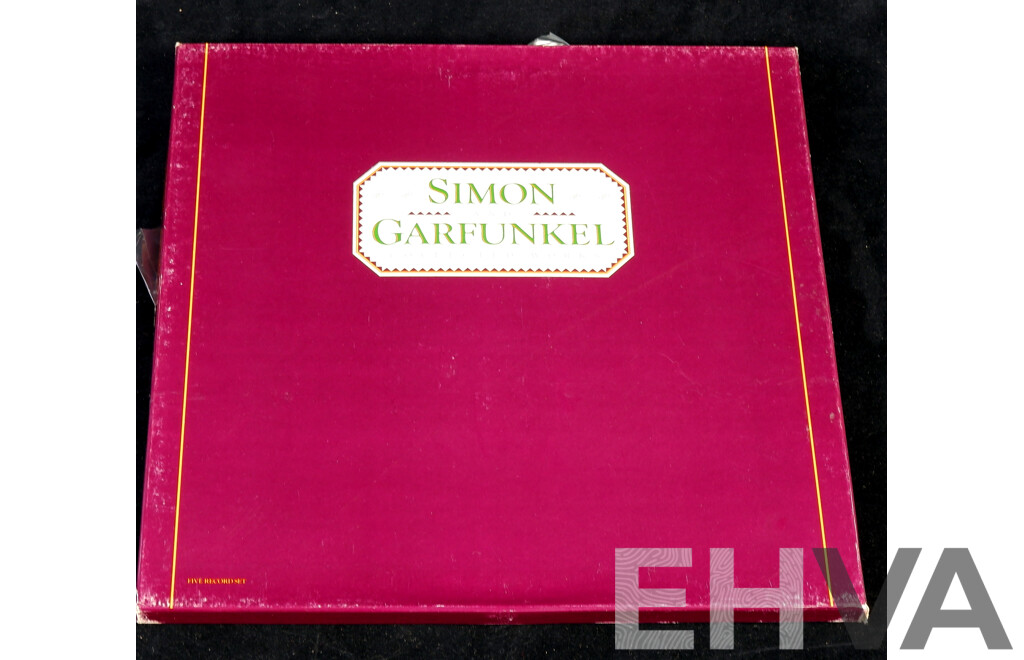 SIMON
GARFUNKEL
FIVE RECORD SET
EHVA